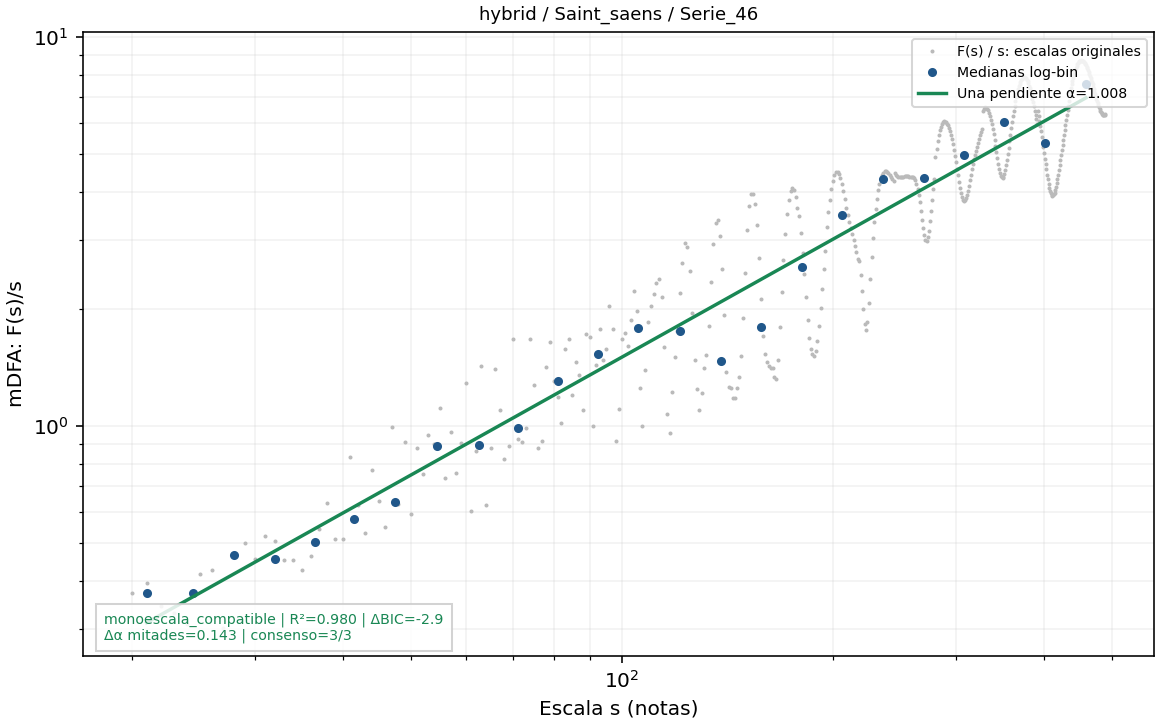 hybrid / Saint_saens / Serie_46
10¹
F(s) / s: escalas originales
Medianas log-bin
Una pendiente α=1.008
mDFA: F(s)/s
10⁰
monoescala_compatible | R²=0.980 | ΔBIC=-2.9
Δα mitades=0.143 | consenso=3/3
10²
Escala s (notas)